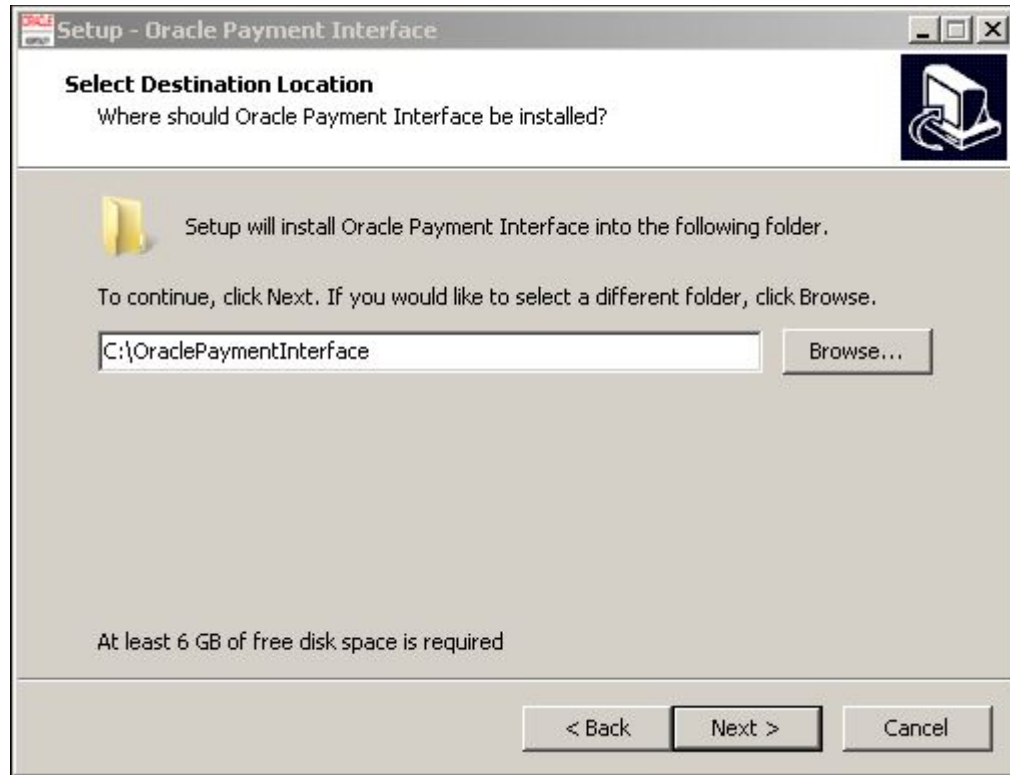 Setup - Oracle Payment Interface
Select Destination Location
Where should Oracle Payment Interface be installed?
Setup will install Oracle Payment Interface into the following folder.
To continue, click Next. If you would like to select a different folder, click Browse.
C:\OraclePaymentInterface
Browse...
At least 6 GB of free disk space is required
< Back
Next >
Cancel